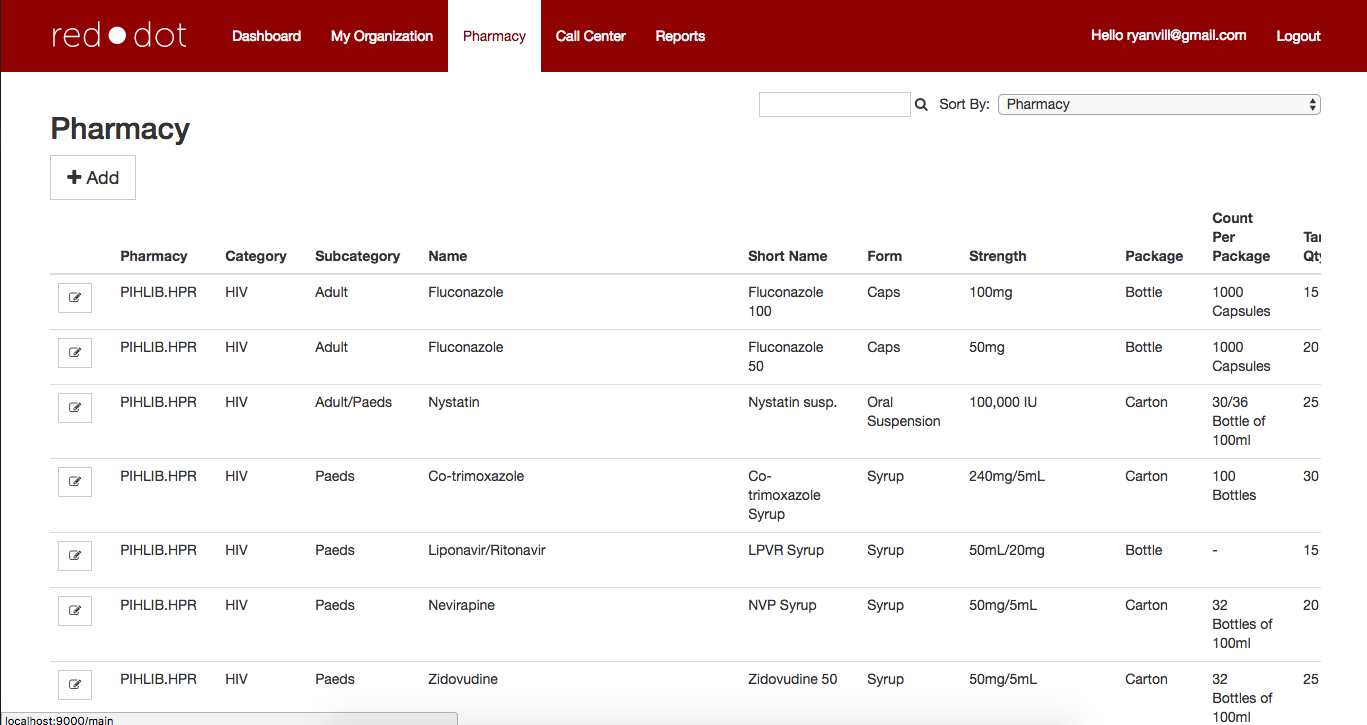 red dot Dashboard My Organization Pharmacy Call Center Reports Hello ryanvill@gmail.com Logout
Sort By: Pharmacy
Pharmacy
Add
Pharmacy Category Subcategory Name Short Name Form Strength Package Count Per Package Tar Qty
PIHLIB.HPR HIV Adult Fluconazole Fluconazole 100 Caps 100mg Bottle 1000 Capsules 15
PIHLIB.HPR HIV Adult Fluconazole Fluconazole 50 Caps 50mg Bottle 1000 Capsules 20
PIHLIB.HPR HIV Adult/Paeds Nystatin Nystatin susp. Oral Suspension 100,000 IU Carton 30/36 Bottle of 100ml 25
PIHLIB.HPR HIV Paeds Co-trimoxazole Co-trimoxazole Syrup Syrup 240mg/5mL Carton 100 Bottles 30
PIHLIB.HPR HIV Paeds Liponavir/Ritonavir LPVR Syrup Syrup 50mL/20mg Bottle - 15
PIHLIB.HPR HIV Paeds Nevirapine NVP Syrup Syrup 50mg/5mL Carton 32 Bottles of 100ml 20
PIHLIB.HPR HIV Paeds Zidovudine Zidovudine 50 Syrup 50mg/5mL Carton 32 Bottles of 100ml 25
localhost:9000/main